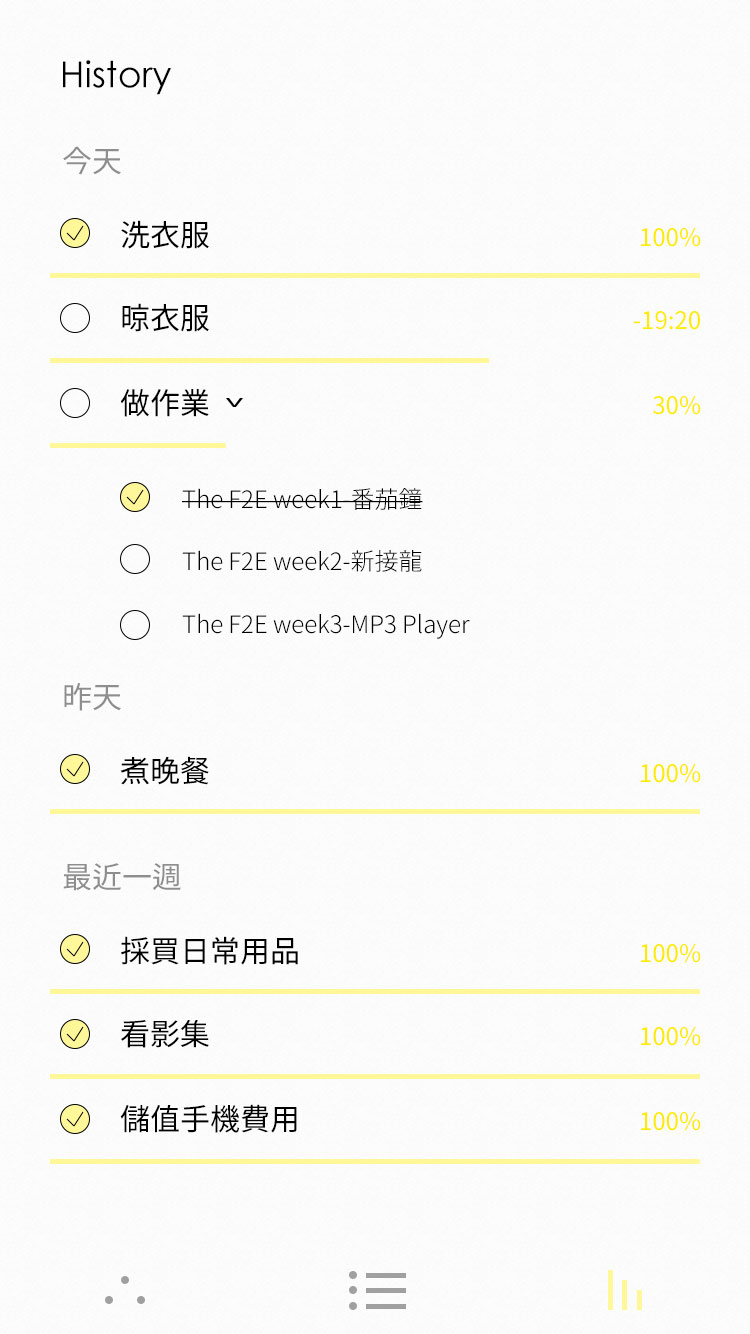 History
今天
洗衣服 100%
晾衣服 -19:20
做作業 30%
The F2E week1-番茄鐘
The F2E week2-新接龍
The F2E week3-MP3 Player
昨天
煮晚餐 100%
最近一週
採買日常用品 100%
看影集 100%
儲值手機費用 100%